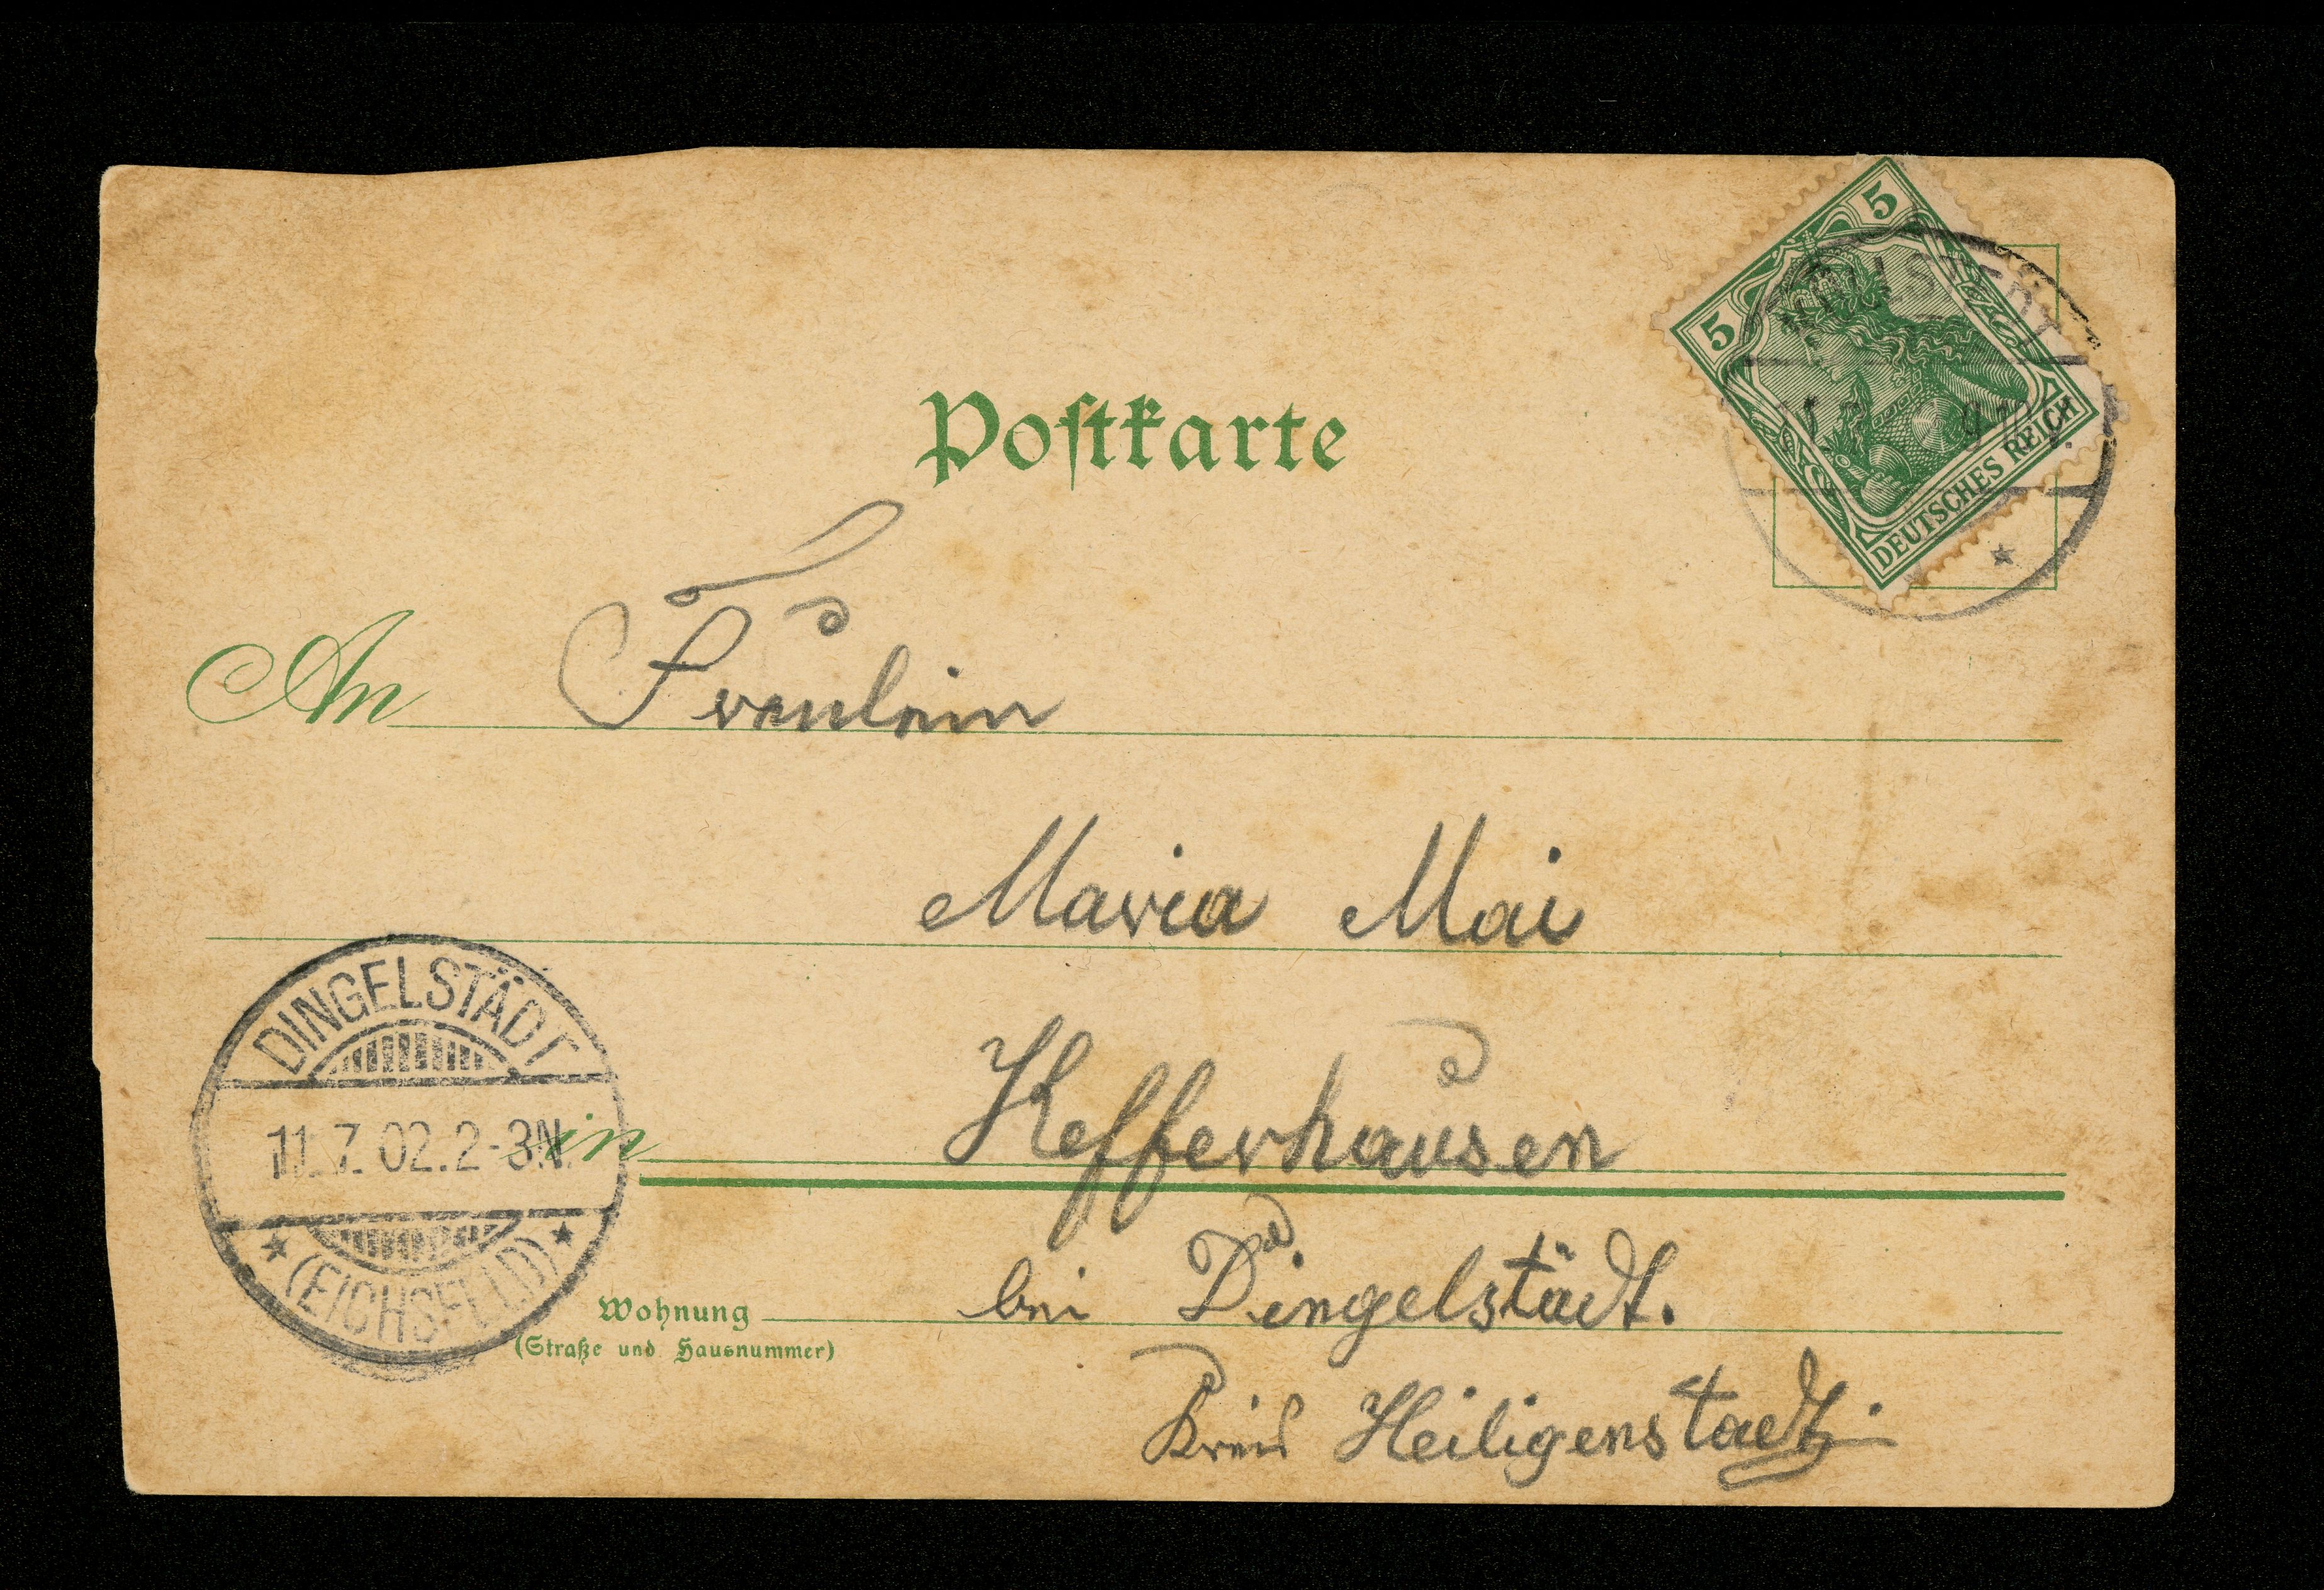 5
5
DEUTSCHES REICH
Postkarte
An Fräulein
Maria Mai
DINGELSTÄDT
11.7.02.2-3N.
* (EICHSFELD) *
in Kefferhausen
Wohnung bei Dingelstädt.
(Straße und Hausnummer)
Kreis Heiligenstadt